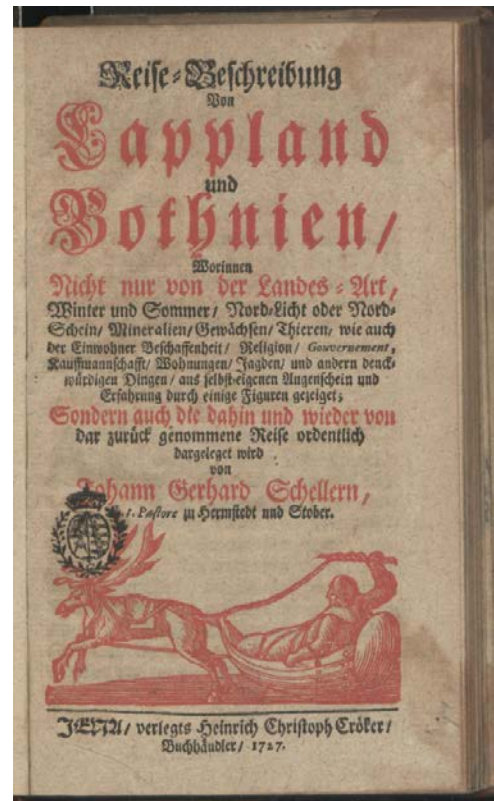 Reise-Beschreibung
Von
Lappland
und
Bothnien/
Worinnen
Nicht nur von der Landes-Art,
Winter und Sommer/ Nord-Licht oder Nord-
Schein/ Mineralien/ Gewächsen/ Thieren, wie auch
der Einwohner Beschaffenheit/ Religion/ Gouvernement,
Kauffmannschafft/ Wohnungen/ Jagden/ und andern denck-
würdigen Dingen/ aus selbst-eigenen Augenschein und
Erfahrung durch einige Figuren gezeiget;
Sondern auch die dahin und wieder von
dar zurück genommene Reise ordentlich
dargeleget wird
von
Johann Gerhard Schellern,
Pastore zu Hermstedt und Stober.
JENA/ verlegts Heinrich Christoph Cröker/
Buchhändler/ 1727.